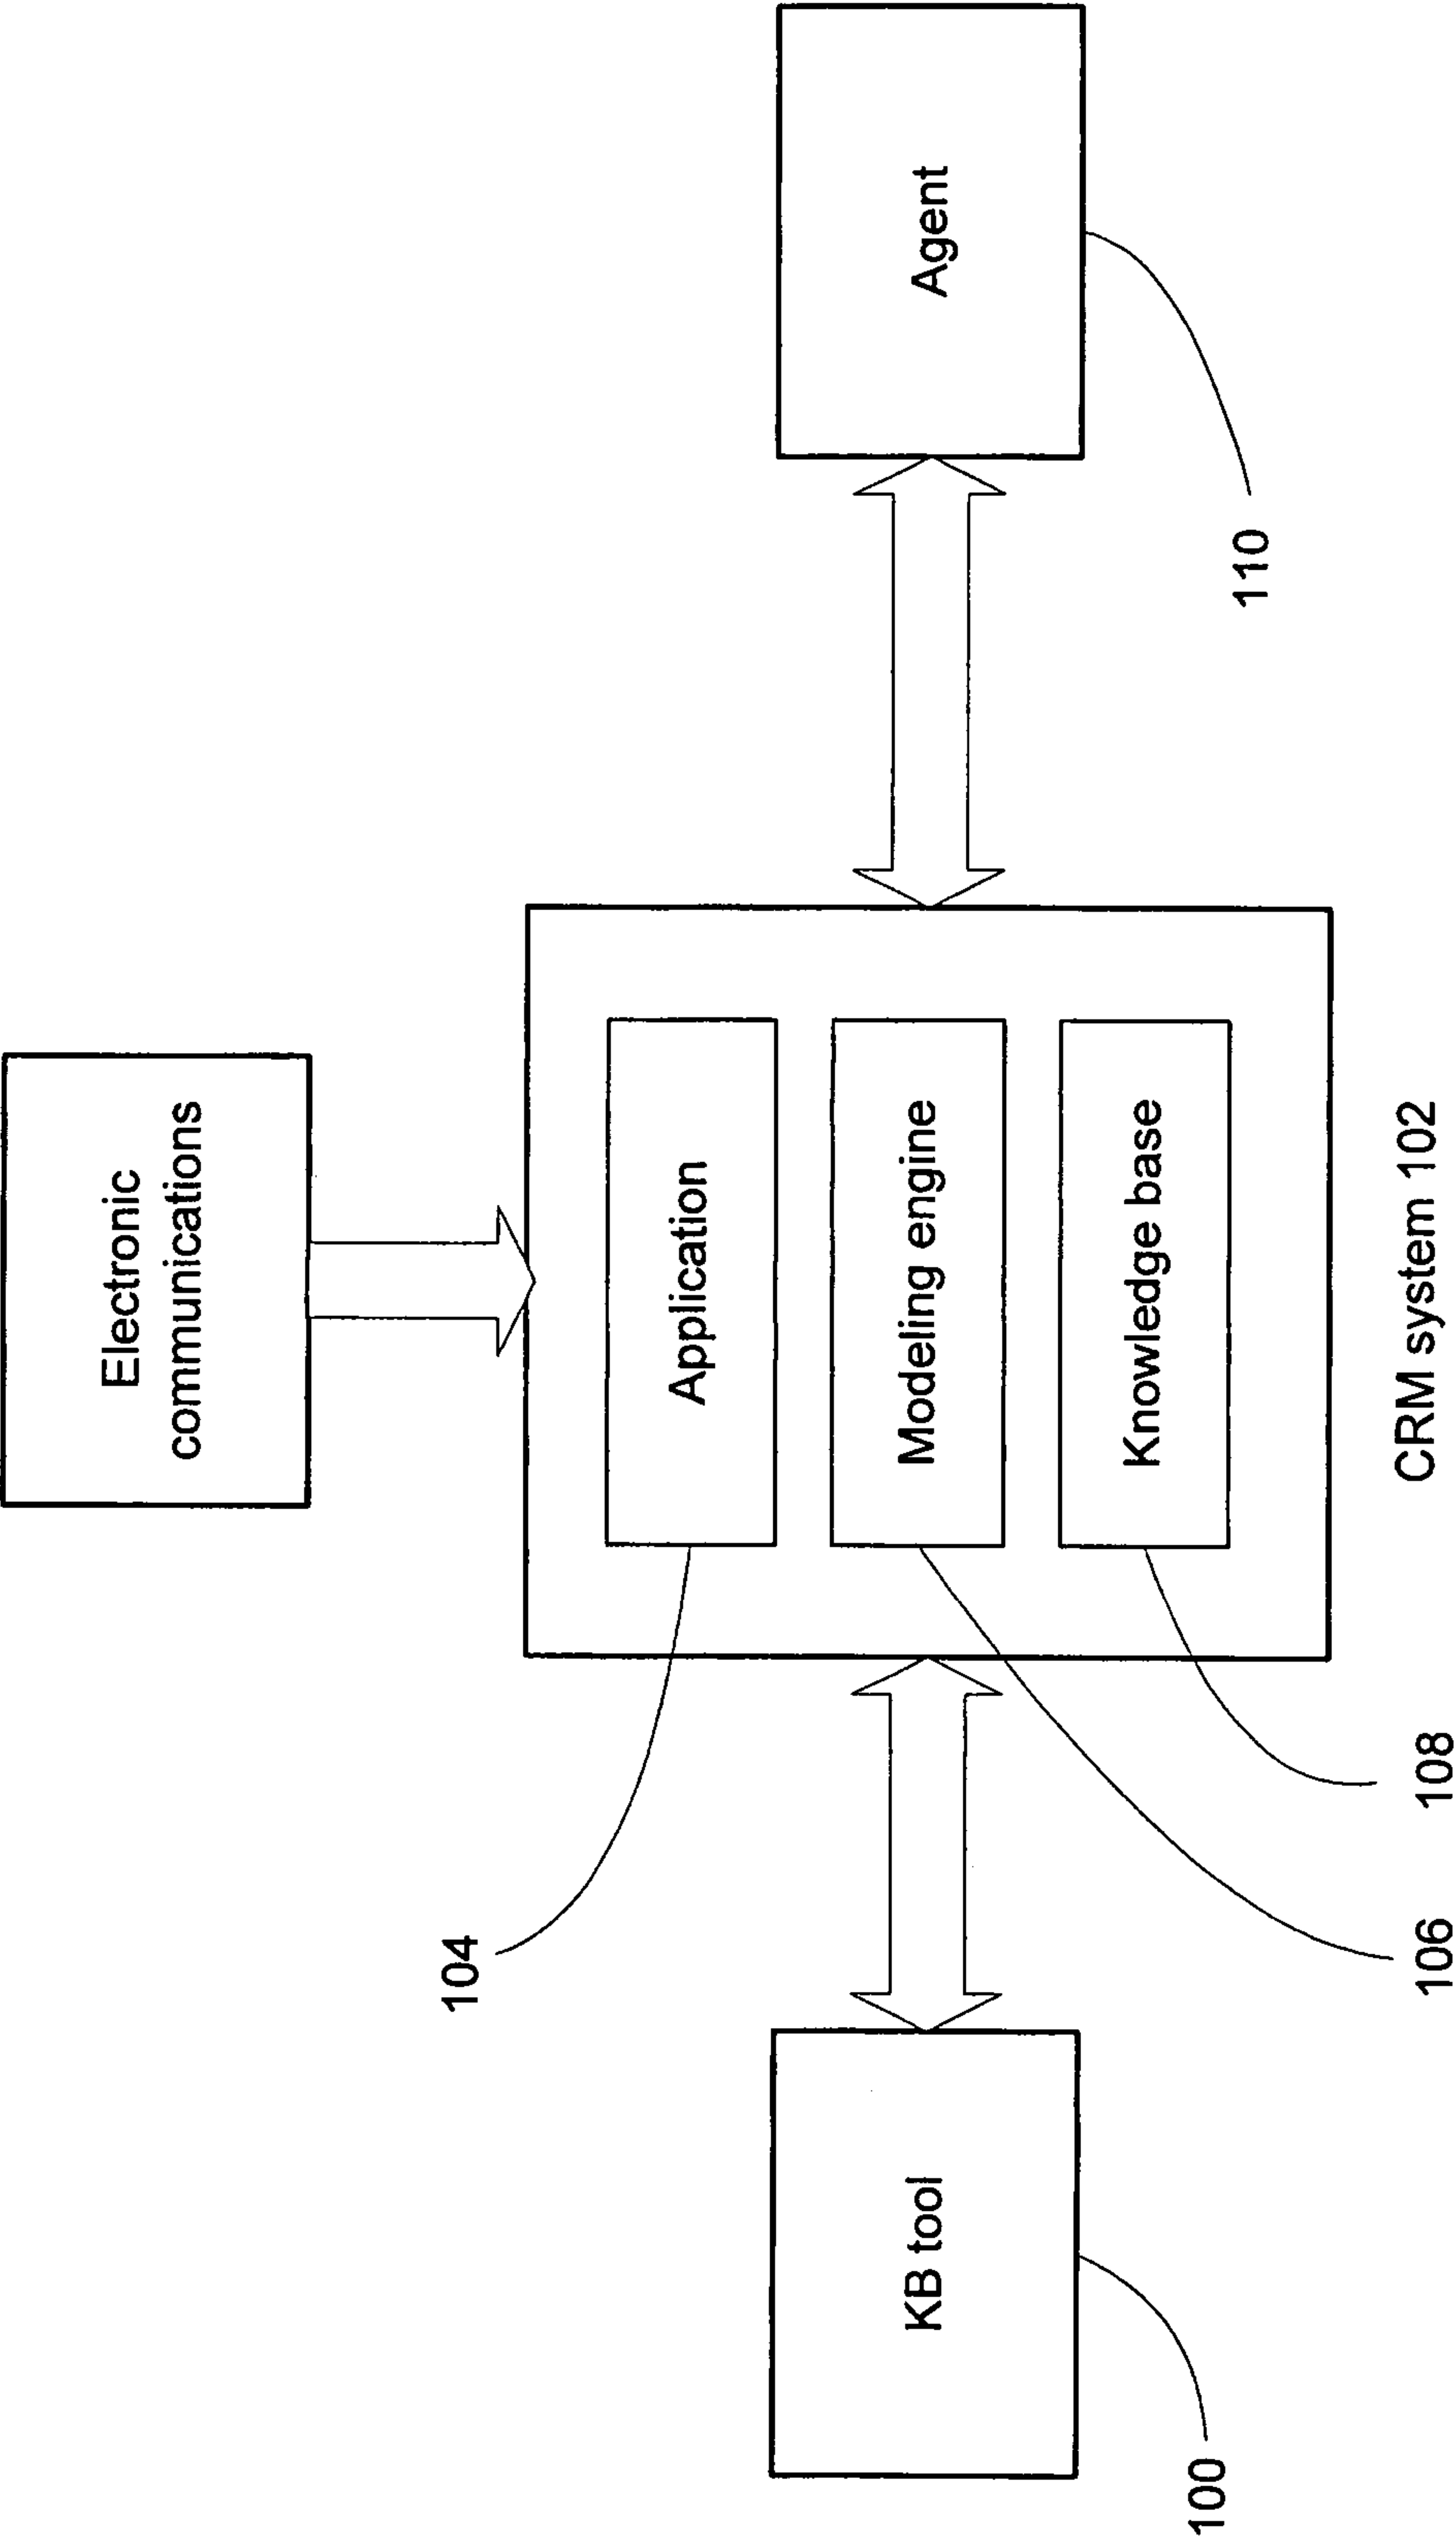 Electronic
communications
104
Application
KB tool
Modeling engine
Agent
Knowledge base
100
106
108
CRM system 102
110